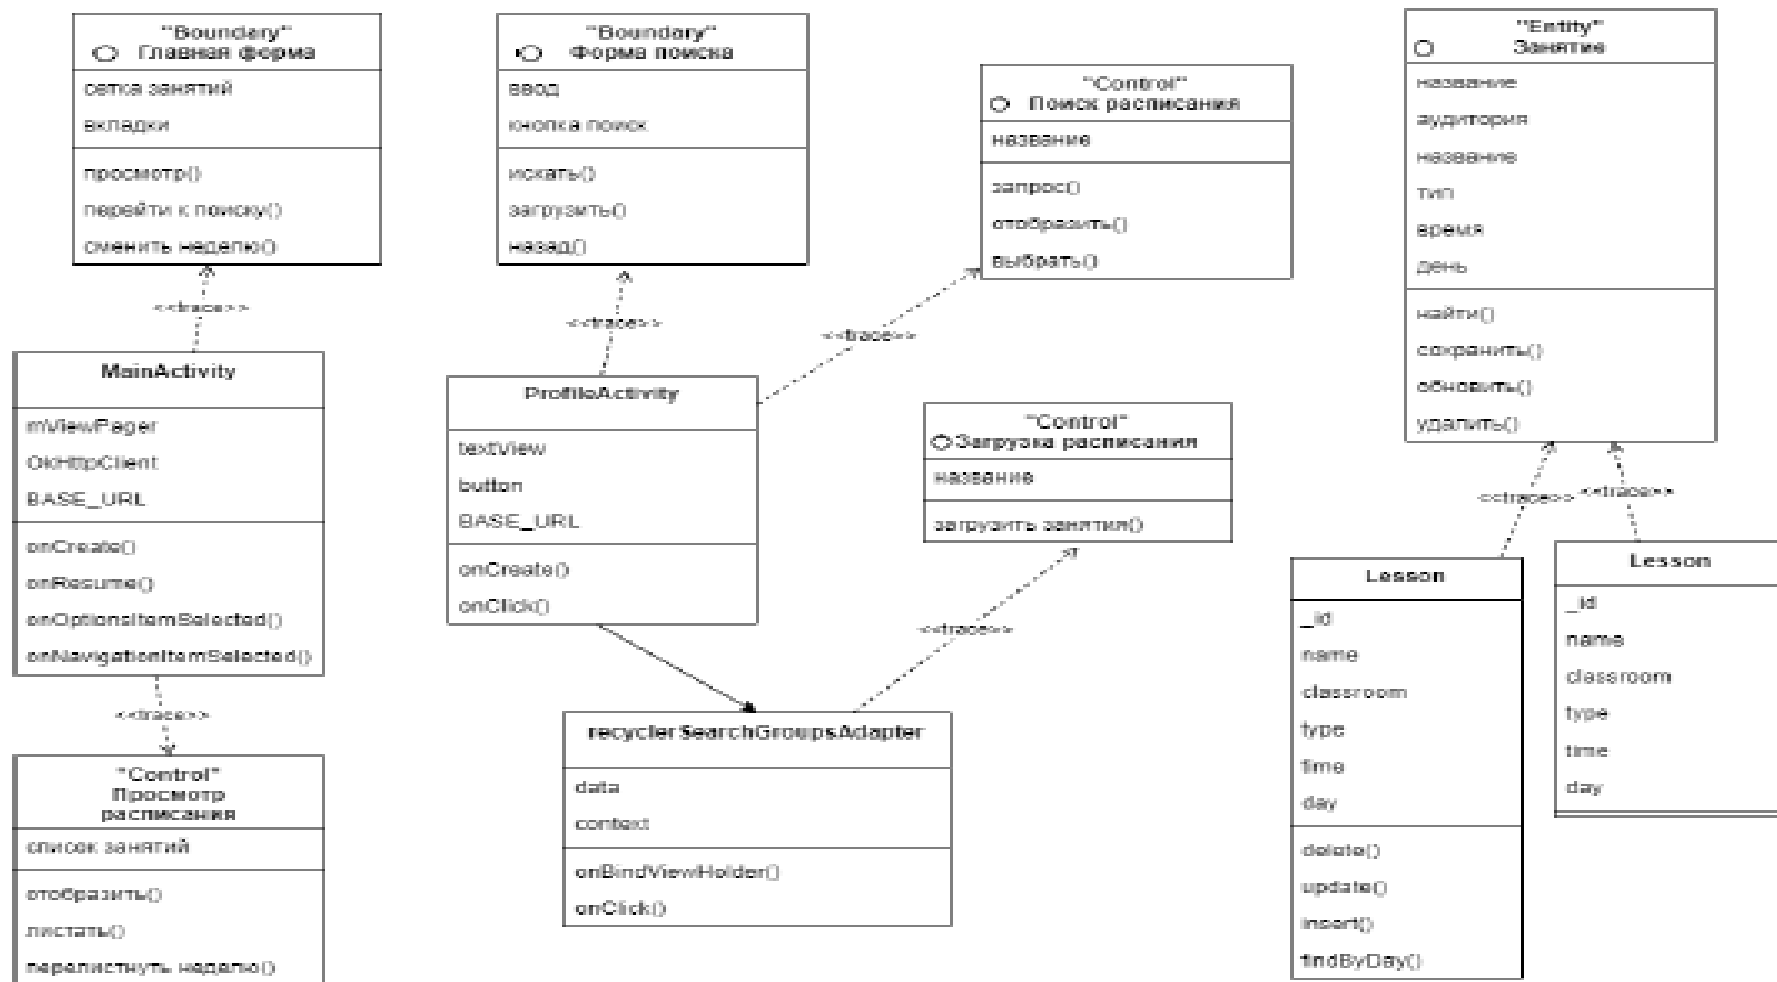 "Boundary"
Главная форма
сетка занятий
вкладки
просмотр()
перейти к поиску()
сменить неделю()
<<trace>>
MainActivity
mViewPager
OkHttpClient
BASE_URL
onCreate()
onResume()
onOptionsItemSelected()
onNavigationItemSelected()
<<trace>>
"Control"
Просмотр
расписания
список занятий
отобразить()
листать()
перелистнуть неделю()
"Boundary"
Форма поиска
ввод
кнопка поиск
искать()
загрузить()
назад()
<<trace>>
ProfileActivity
textView
button
BASE_URL
onCreate()
onClick()
recyclerSearchGroupsAdapter
data
context
onBindViewHolder()
onClick()
"Control"
Поиск расписания
название
запрос()
отобразить()
выбрать()
<<trace>>
"Control"
Загрузка расписания
название
загрузить занятия()
<<trace>>
"Entity"
Занятие
название
аудитория
название
тип
время
день
найти()
сохранить()
обновить()
удалить()
<<trace>>
<<trace>>
Lesson
_id
name
classroom
type
time
day
delete()
update()
insert()
findByDay()
Lesson
_id
name
classroom
type
time
day